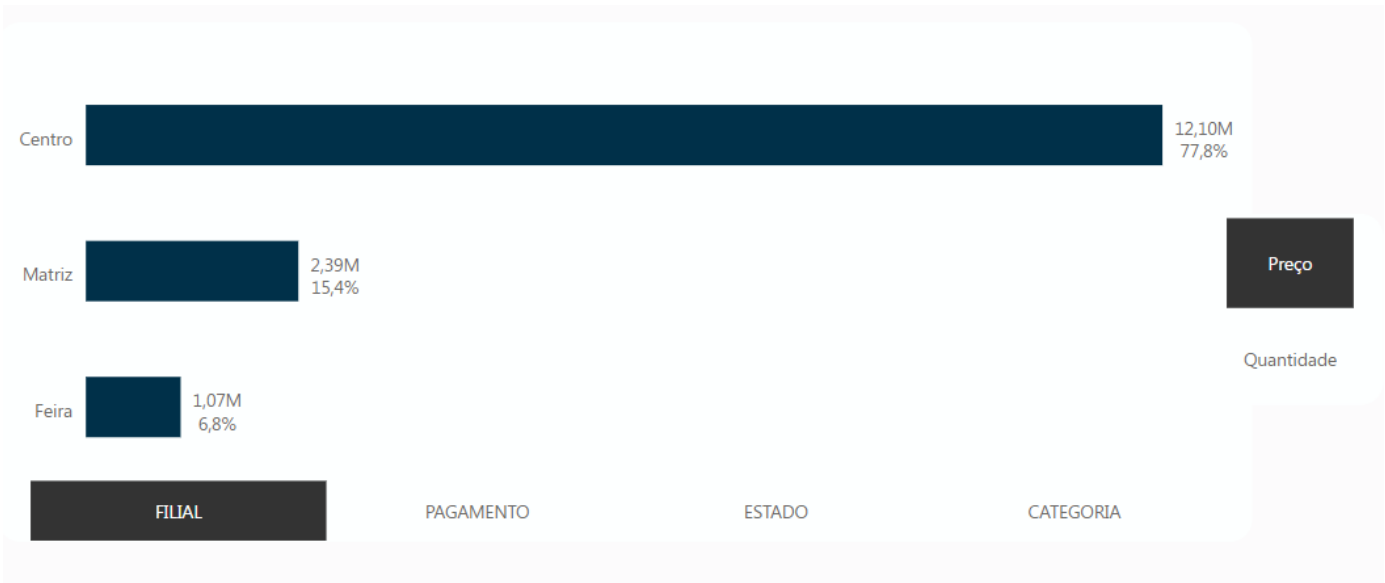 Centro
12,10M
77,8%
Matriz
2,39M
15,4%
Preço
Quantidade
Feira
1,07M
6,8%
FILIAL
PAGAMENTO
ESTADO
CATEGORIA